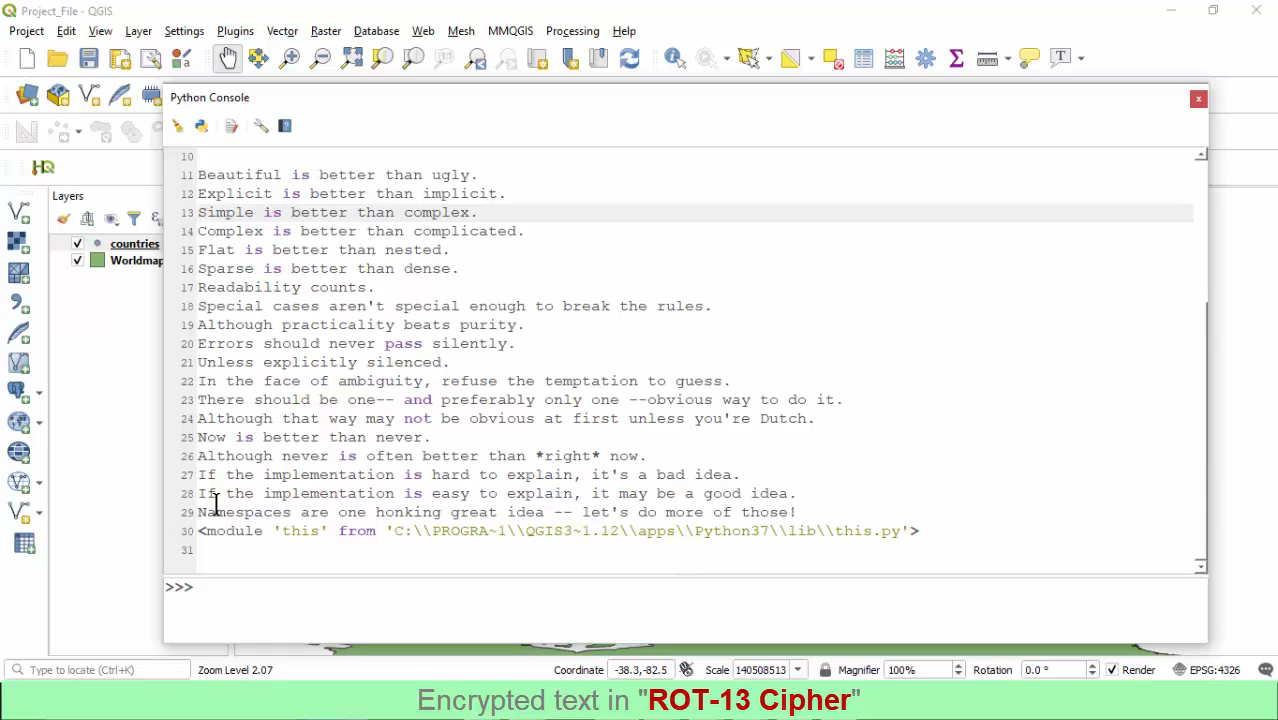 Project_File - QGIS
Project Edit View Layer Settings Plugins Vector Raster Database Web Mesh MMQGIS Processing Help
Python Console
Layers
countries
Worldmap
10
11 Beautiful is better than ugly.
12 Explicit is better than implicit.
13 Simple is better than complex.
14 Complex is better than complicated.
15 Flat is better than nested.
16 Sparse is better than dense.
17 Readability counts.
18 Special cases aren't special enough to break the rules.
19 Although practicality beats purity.
20 Errors should never pass silently.
21 Unless explicitly silenced.
22 In the face of ambiguity, refuse the temptation to guess.
23 There should be one-- and preferably only one --obvious way to do it.
24 Although that way may not be obvious at first unless you're Dutch.
25 Now is better than never.
26 Although never is often better than *right* now.
27 If the implementation is hard to explain, it's a bad idea.
28 If the implementation is easy to explain, it may be a good idea.
29 Namespaces are one honking great idea -- let's do more of those!
30 <module 'this' from 'C:\\PROGRA~1\\QGIS3~1.12\\apps\\Python37\\lib\\this.py'>
31
>>>
Type to locate (Ctrl+K) Zoom Level 2.07 Coordinate -38.3,-82.5 Scale 140508513 Magnifier 100% Rotation 0.0 ° Render EPSG:4326
Encrypted text in "ROT-13 Cipher"